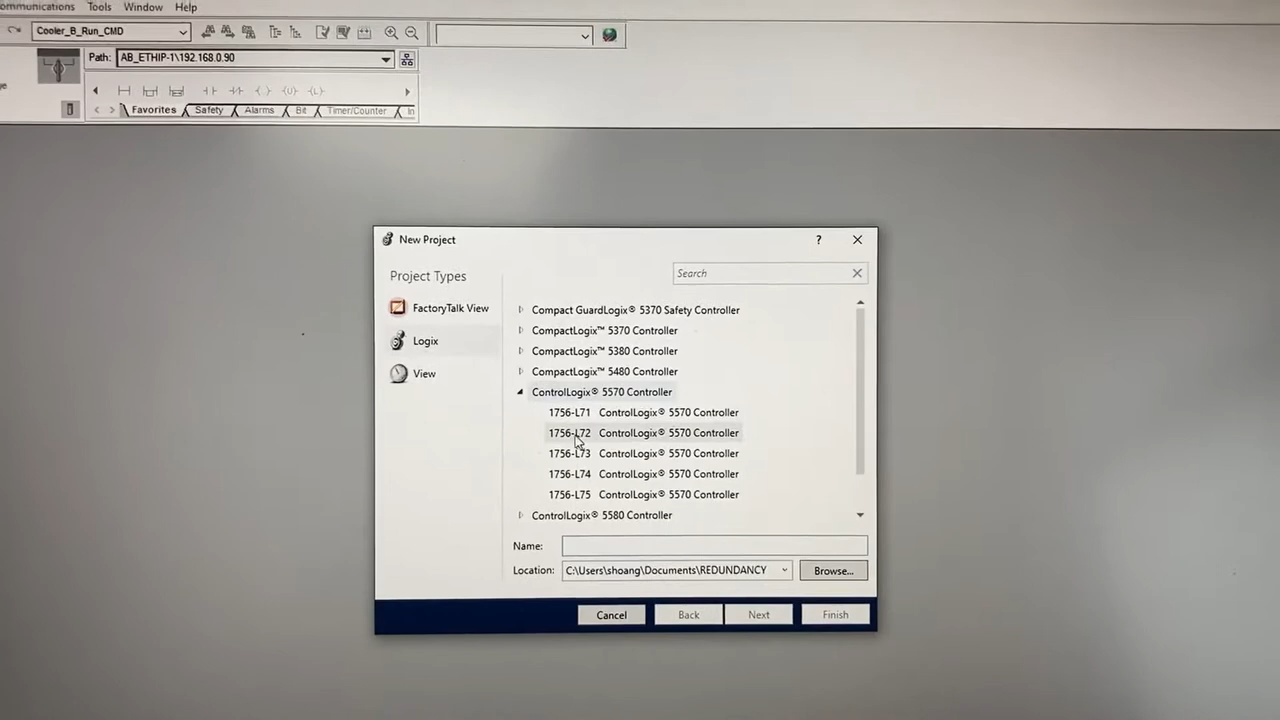 ommunications Tools Window Help
Cooler_B_Run_CMD
Path: AB_ETHIP-1\192.168.0.90
Favorites Safety Alarms Bit Timer/Counter In
New Project ?
Project Types
Search
FactoryTalk View
Logix
View
Compact GuardLogix® 5370 Safety Controller
CompactLogix™ 5370 Controller
CompactLogix™ 5380 Controller
CompactLogix™ 5480 Controller
ControlLogix® 5570 Controller
1756-L71 ControlLogix® 5570 Controller
1756-L72 ControlLogix® 5570 Controller
1756-L73 ControlLogix® 5570 Controller
1756-L74 ControlLogix® 5570 Controller
1756-L75 ControlLogix® 5570 Controller
ControlLogix® 5580 Controller
Name:
Location: C:\Users\shoang\Documents\REDUNDANCY Browse...
Cancel Back Next Finish